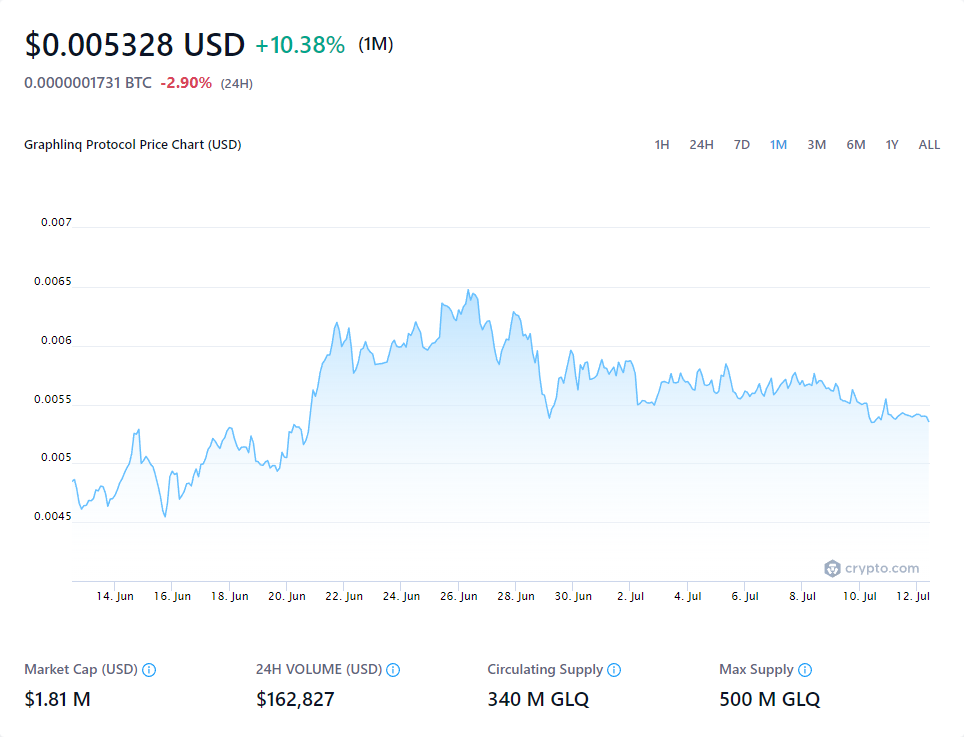 $0.005328 USD +10.38% (1M)
0.0000001731 BTC -2.90% (24H)
Graphlinq Protocol Price Chart (USD) 1H 24H 7D 1M 3M 6M 1Y ALL
0.007
0.0065
0.006
0.0055
0.005
0.0045
crypto.com
14. Jun 16. Jun 18. Jun 20. Jun 22. Jun 24. Jun 26. Jun 28. Jun 30. Jun 2. Jul 4. Jul 6. Jul 8. Jul 10. Jul 12. Jul
Market Cap (USD) 24H VOLUME (USD) Circulating Supply Max Supply
$1.81 M $162,827 340 M GLQ 500 M GLQ